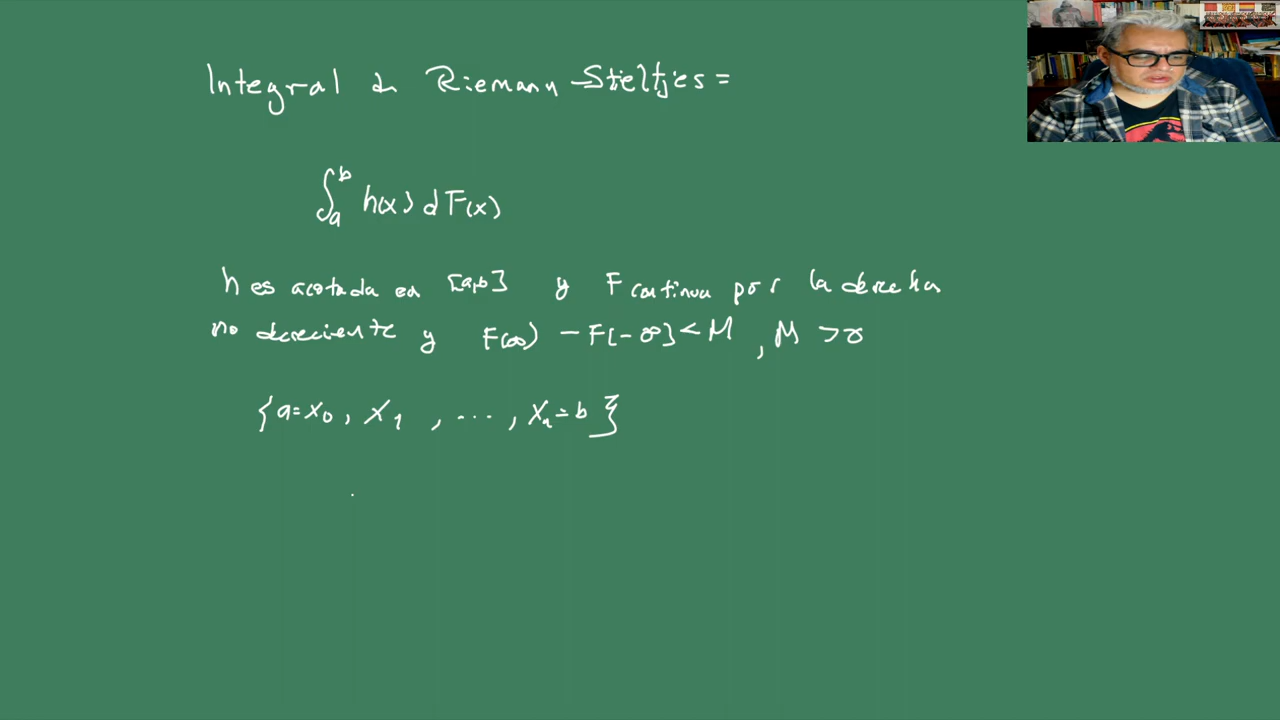 Integral de Riemann-Stieltjes =
∫_a^b h(x) dF(x)
h es acotada en [a,b] y F continua por la derecha
no decreciente y F(∞) - F(-∞) < M, M > 0
{a=x_0, x_1, ..., x_n=b}